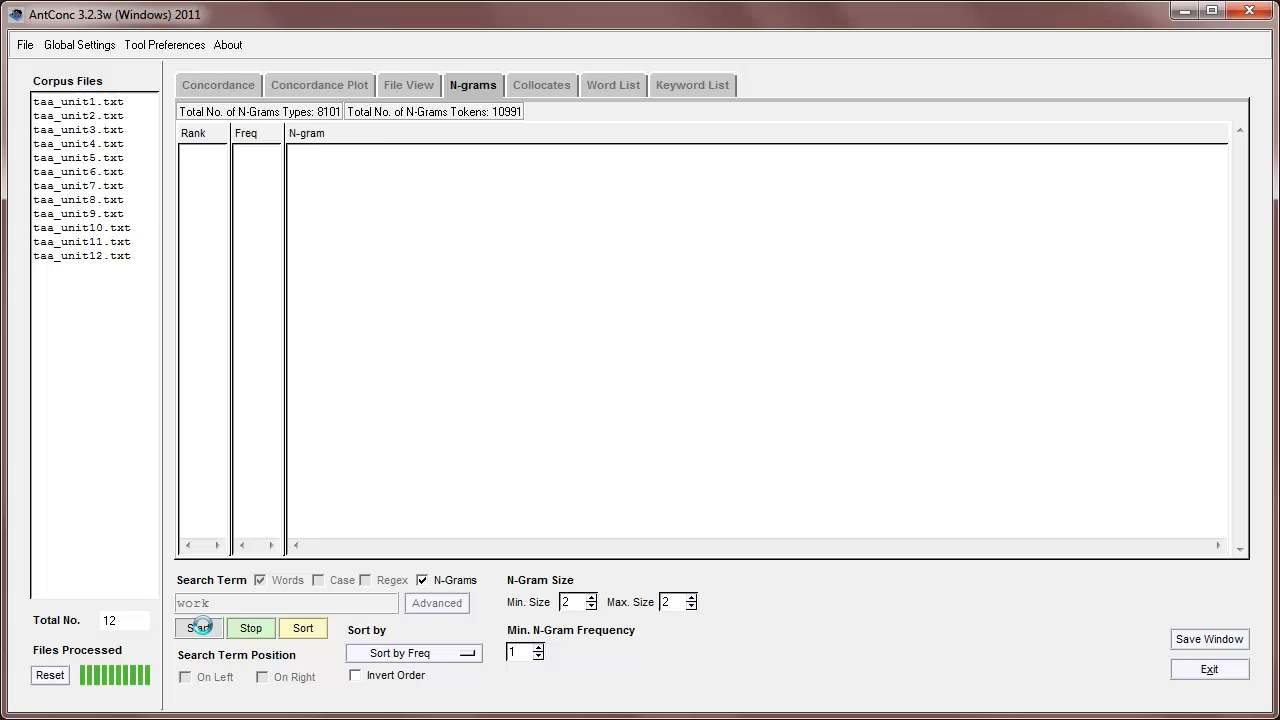 AntConc 3.2.3w (Windows) 2011
File Global Settings Tool Preferences About
Corpus Files
taa_unit1.txt
taa_unit2.txt
taa_unit3.txt
taa_unit4.txt
taa_unit5.txt
taa_unit6.txt
taa_unit7.txt
taa_unit8.txt
taa_unit9.txt
taa_unit10.txt
taa_unit11.txt
taa_unit12.txt
Total No. 12
Files Processed
Reset
Concordance Concordance Plot File View N-grams Collocates Word List Keyword List
Total No. of N-Grams Types: 8101 Total No. of N-Grams Tokens: 10991
Rank Freq N-gram
Search Term Words Case Regex N-Grams N-Gram Size
work Advanced Min. Size 2 Max. Size 2
Start Stop Sort Sort by Min. N-Gram Frequency
Sort by Freq 1
Search Term Position
On Left On Right Invert Order
Save Window
Exit